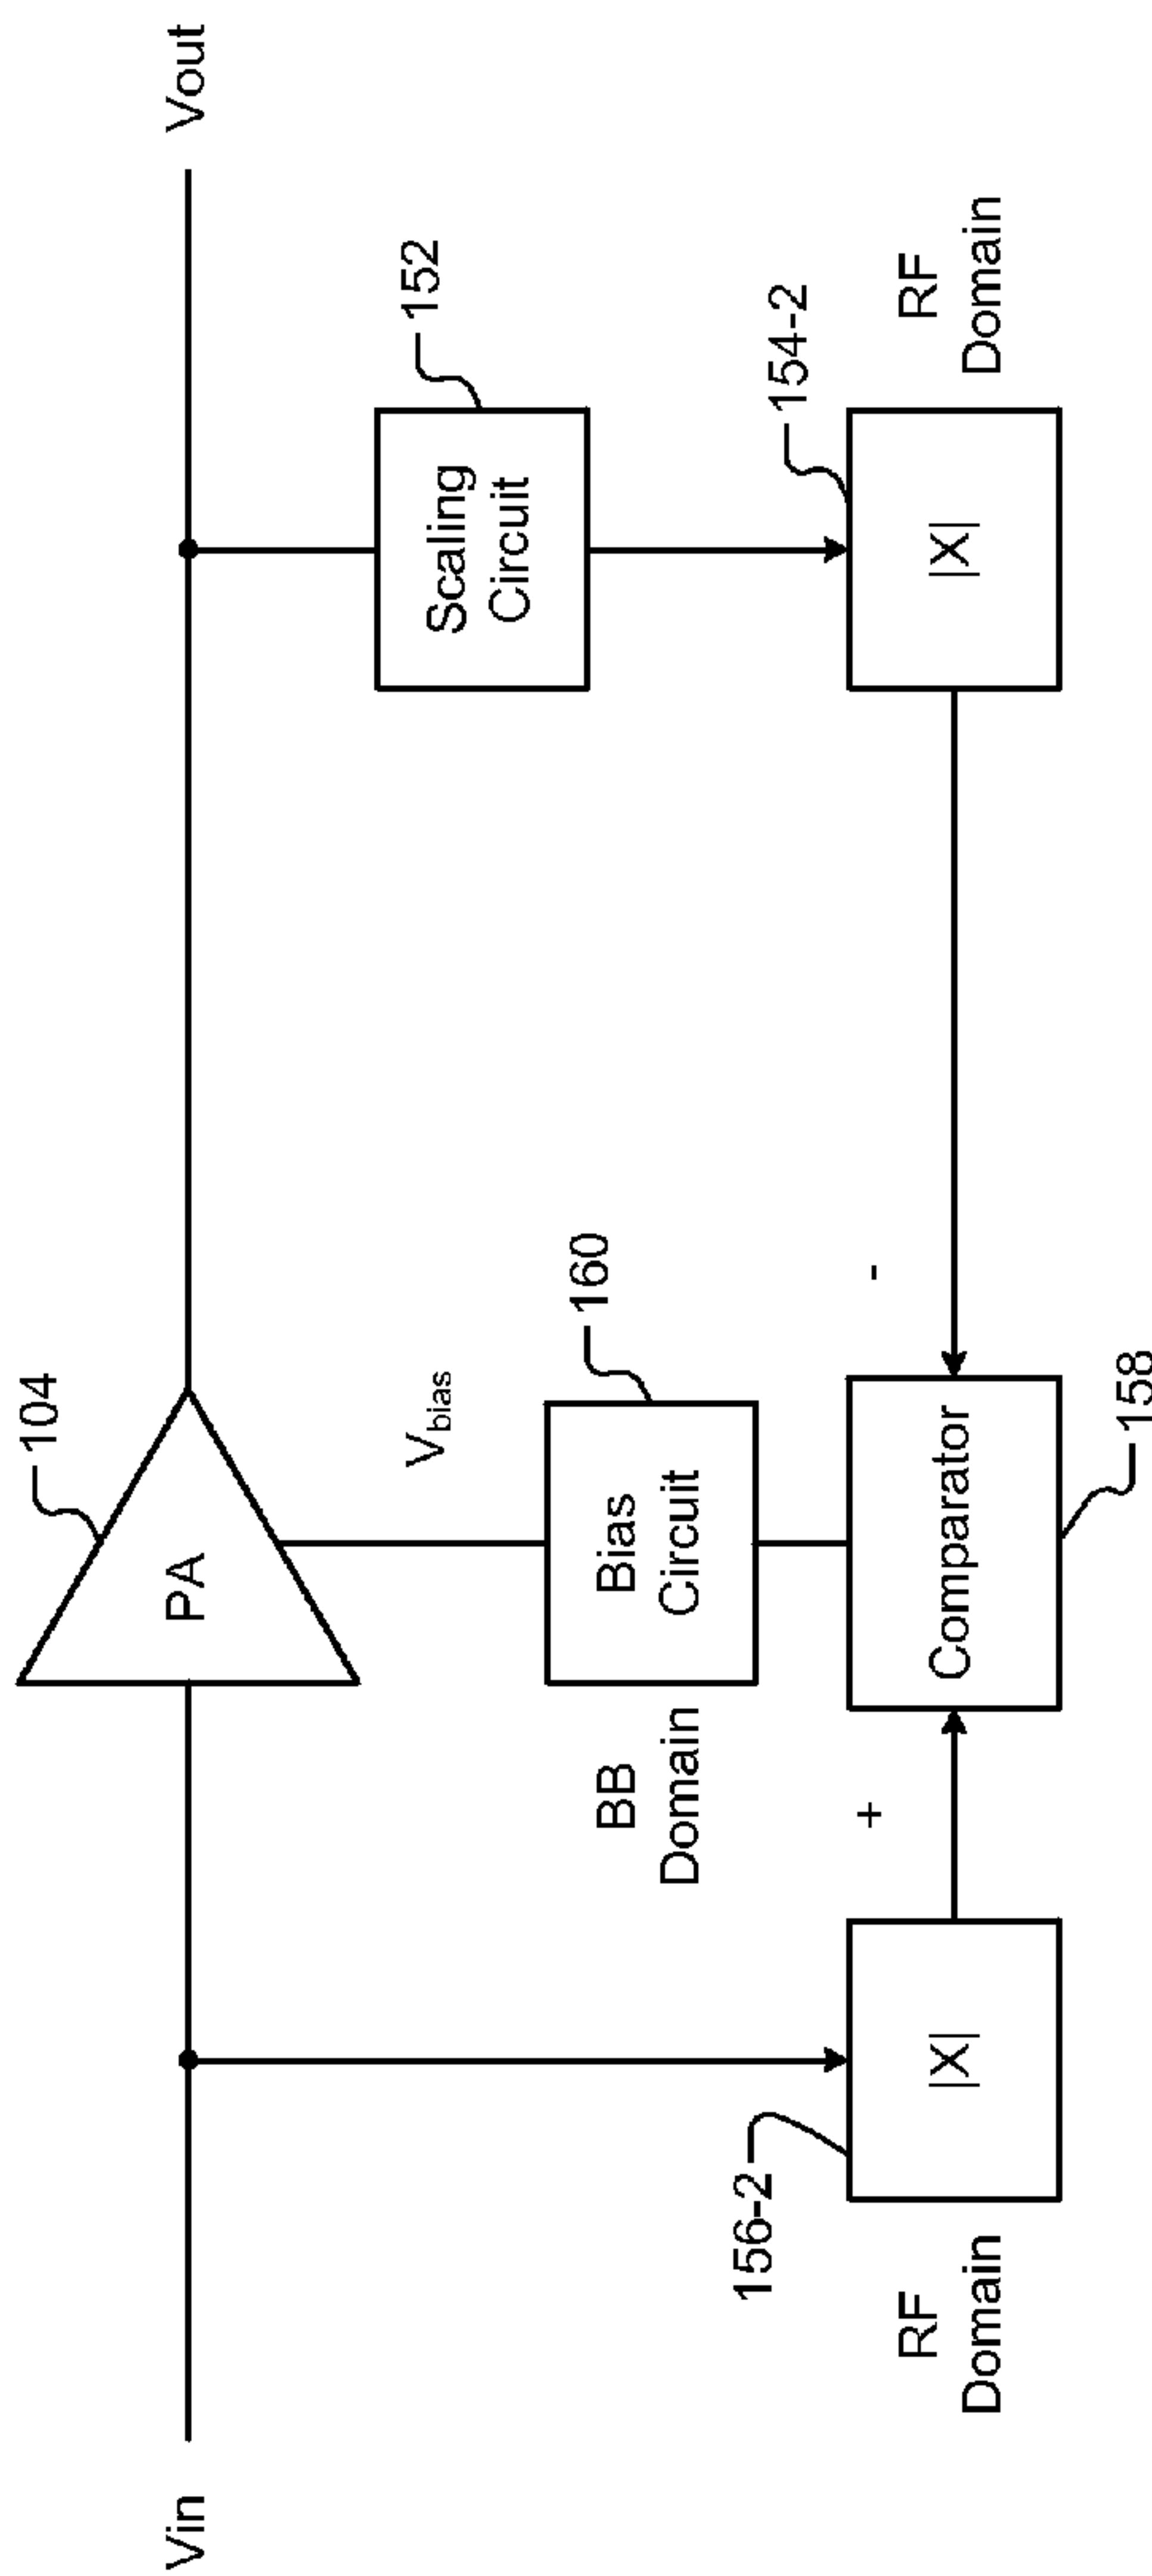 104
Vin
PA
Vout
V_bias
152
Scaling
Circuit
160
BB
Domain
Bias
Circuit
156-2
154-2
+
-
RF
Domain
|X|
Comparator
|X|
RF
Domain
158